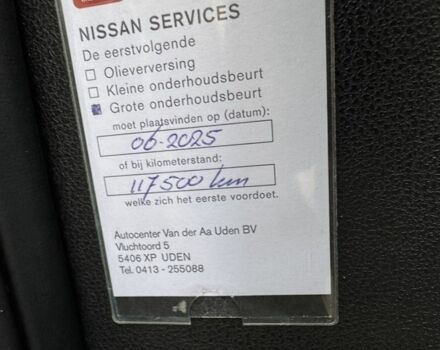 NISSAN SERVICES
De eerstvolgende
Olieverversing
Kleine onderhoudsbeurt
Grote onderhoudsbeurt
moet plaatsvinden op (datum):
06-2025
of bij kilometerstand:
117500 km
welke zich het eerste voordoet.
Autocenter Van der Aa Uden BV
Vluchtoord 5
5406 XP UDEN
Tel. 0413 - 255088